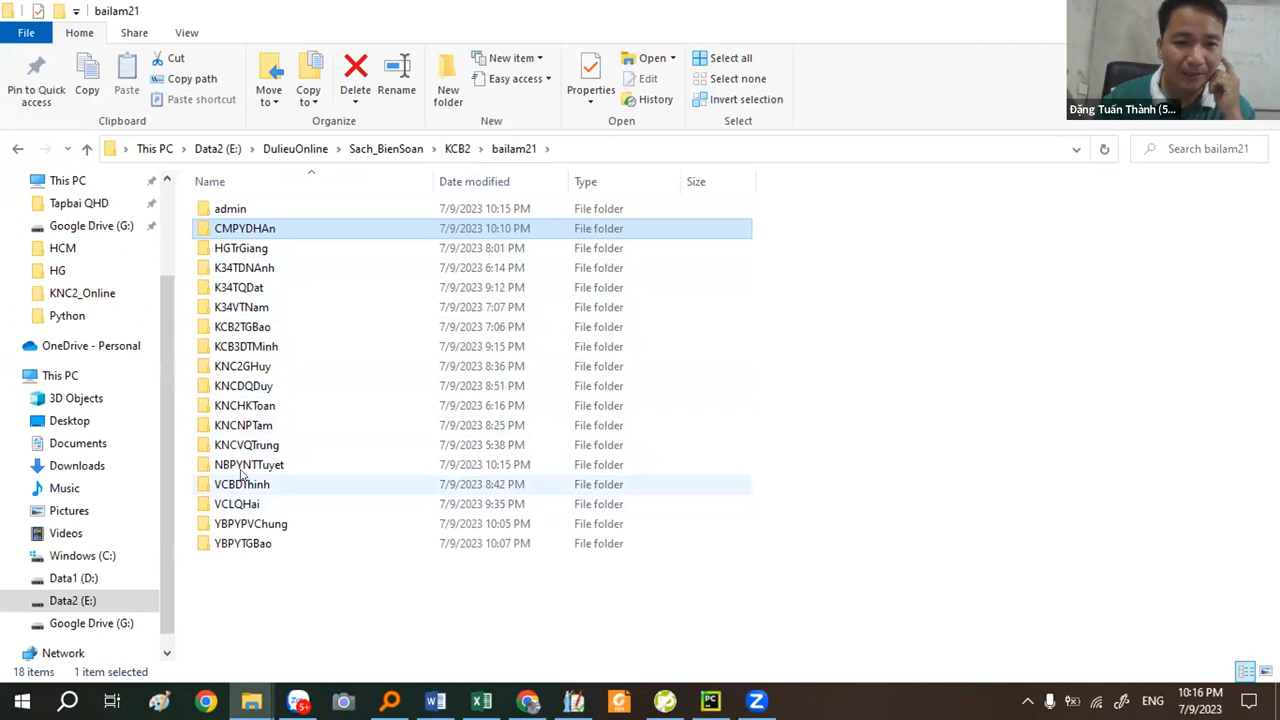 bailam21
File
Home
Share
View
Pin to Quick access
Copy
Paste
Cut
Copy path
Paste shortcut
Clipboard
Move to
Copy to
Delete
Rename
Organize
New folder
New item
Easy access
New
Properties
Open
Edit
History
Open
Select all
Select none
Invert selection
Select
Đặng Tuấn Thành (5...
This PC > Data2 (E:) > DulieuOnline > Sach_BienSoan > KCB2 > bailam21 >
Search bailam21
This PC
Tapbai QHD
Google Drive (G:)
HCM
HG
KNC2_Online
Python
OneDrive - Personal
This PC
3D Objects
Desktop
Documents
Downloads
Music
Pictures
Videos
Windows (C:)
Data1 (D:)
Data2 (E:)
Google Drive (G:)
Network
Name Date modified Type Size
admin 7/9/2023 10:15 PM File folder
CMPYDHAn 7/9/2023 10:10 PM File folder
HGTrGiang 7/9/2023 8:01 PM File folder
K34TDNAnh 7/9/2023 6:14 PM File folder
K34TQDat 7/9/2023 9:12 PM File folder
K34VTNam 7/9/2023 7:07 PM File folder
KCB2TGBao 7/9/2023 7:06 PM File folder
KCB3DTMinh 7/9/2023 9:15 PM File folder
KNC2GHuy 7/9/2023 8:36 PM File folder
KNCDQDuy 7/9/2023 8:51 PM File folder
KNCHKToan 7/9/2023 6:16 PM File folder
KNCNPTam 7/9/2023 8:25 PM File folder
KNCVQTrung 7/9/2023 5:38 PM File folder
NBPYNTTuyet 7/9/2023 10:15 PM File folder
VCBDThinh 7/9/2023 8:42 PM File folder
VCLQHai 7/9/2023 9:35 PM File folder
YBPYPVChung 7/9/2023 10:05 PM File folder
YBPYTGBao 7/9/2023 10:07 PM File folder
18 items 1 item selected
5+
ENG
10:16 PM
7/9/2023